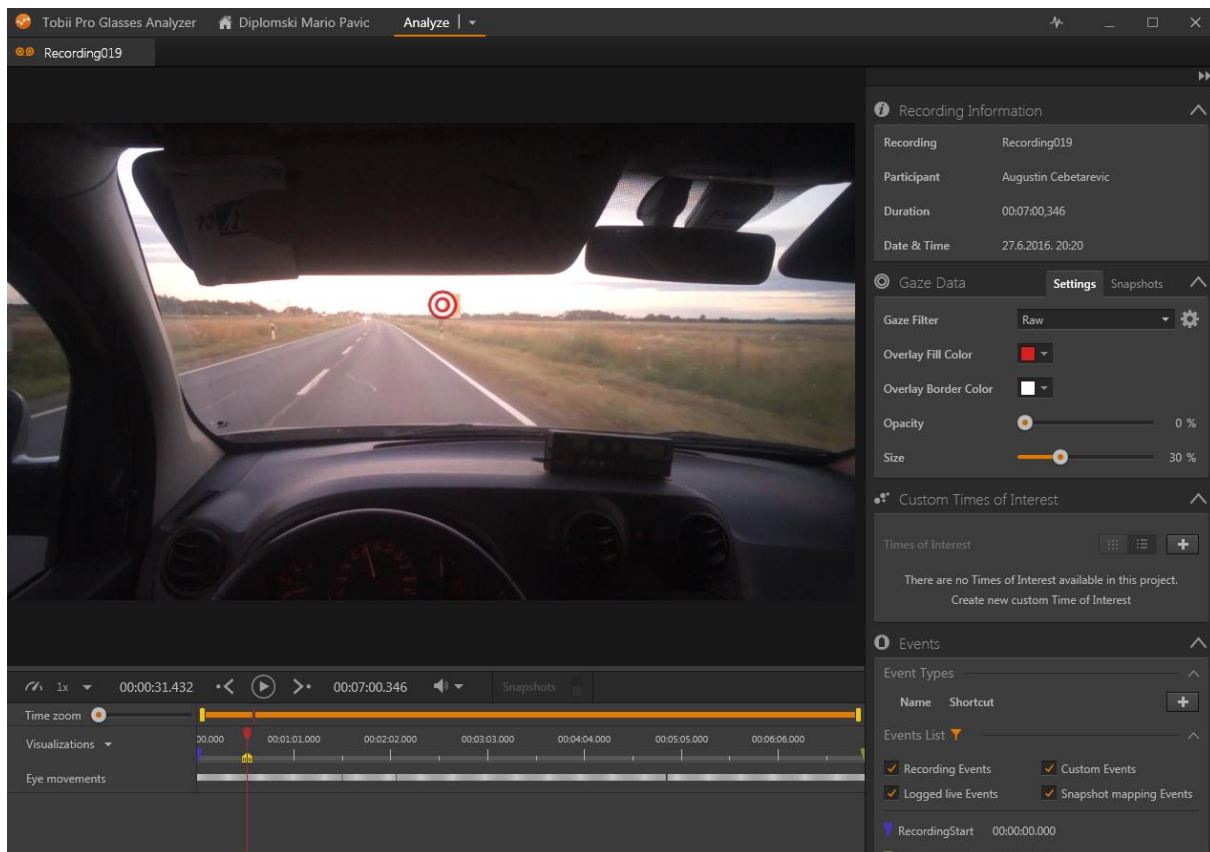 Tobii Pro Glasses Analyzer Diplomski Mario Pavic Analyze
Recording019
Recording Information
Recording Recording019
Participant Augustin Cebetarevic
Duration 00:07:00,346
Date & Time 27.6.2016. 20:20
Gaze Data Settings Snapshots
Gaze Filter Raw
Overlay Fill Color
Overlay Border Color
Opacity 0 %
Size 30 %
Custom Times of Interest
Times of Interest
There are no Times of Interest available in this project.
Create new custom Time of Interest
Events
Event Types
Name Shortcut
Events List
Recording Events Custom Events
Logged live Events Snapshot mapping Events
RecordingStart 00:00:00.000
1x 00:00:31.432 00:07:00.346 Snapshots
Time zoom
Visualizations 00.000 00:01:01.000 00:02:02.000 00:03:03.000 00:04:04.000 00:05:05.000 00:06:06.000
Eye movements